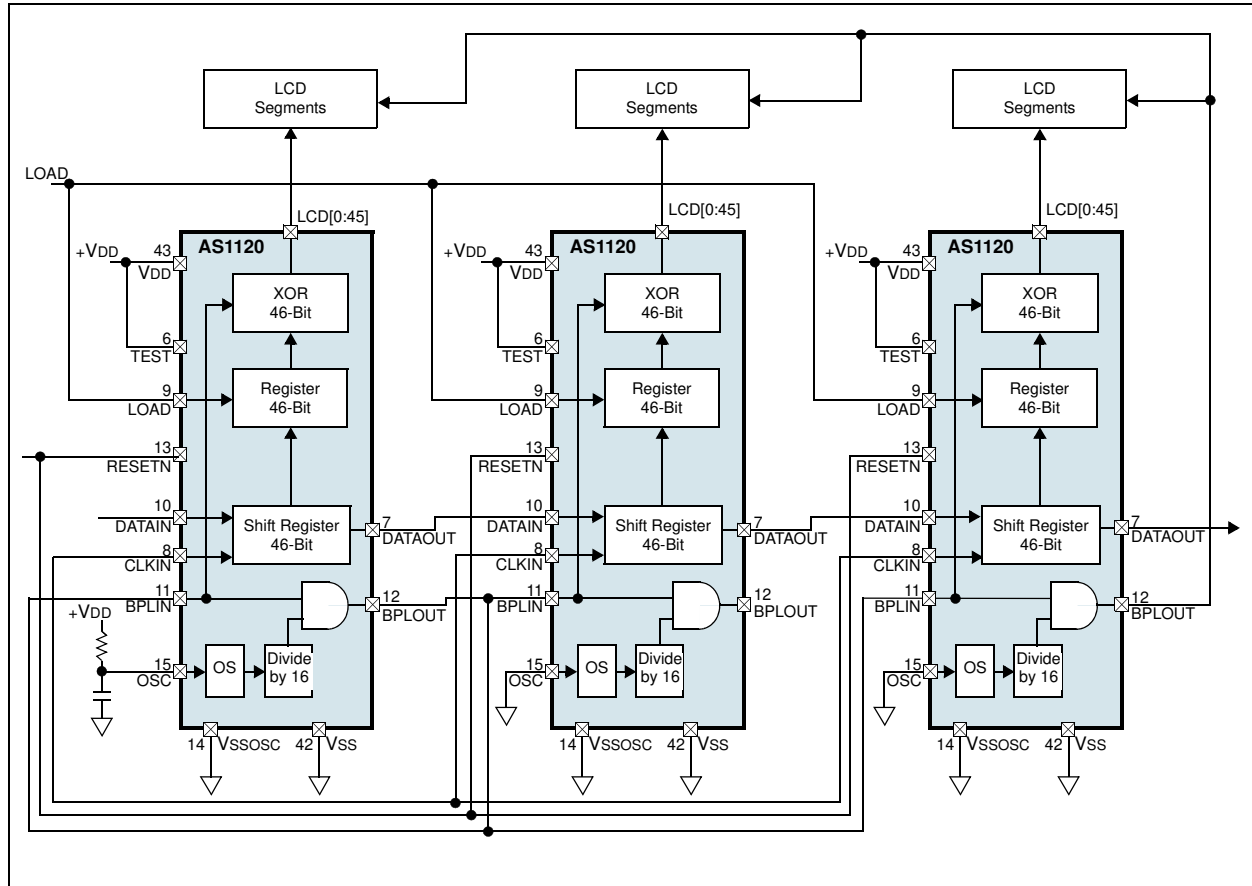 LCD
Segments
LCD
Segments
LCD
Segments
LOAD
LCD[0:45]
LCD[0:45]
LCD[0:45]
+VDD
43
VDD
AS1120
XOR
46-Bit
6
TEST
9
LOAD
Register
46-Bit
13
RESETN
10
DATAIN
Shift Register
46-Bit
7
DATAOUT
8
CLKIN
11
BPLIN
12
BPLOUT
+VDD
15
OSC
OS
Divide
by 16
14
VSSOSC
42
VSS
+VDD
43
VDD
AS1120
XOR
46-Bit
6
TEST
9
LOAD
Register
46-Bit
13
RESETN
10
DATAIN
Shift Register
46-Bit
7
DATAOUT
8
CLKIN
11
BPLIN
12
BPLOUT
15
OSC
OS
Divide
by 16
14
VSSOSC
42
VSS
+VDD
43
VDD
AS1120
XOR
46-Bit
6
TEST
9
LOAD
Register
46-Bit
13
RESETN
10
DATAIN
Shift Register
46-Bit
7
DATAOUT
8
CLKIN
11
BPLIN
12
BPLOUT
15
OSC
OS
Divide
by 16
14
VSSOSC
42
VSS